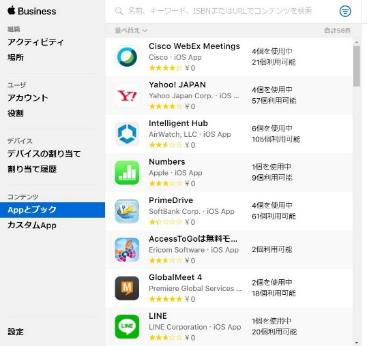 Business
名前、キーワード、ISBNまたはURLでコンテンツを検索
組織
アクティビティ
場所
ユーザ
アカウント
役割
デバイス
デバイスの割り当て
割り当て履歴
コンテンツ
Appとブック
カスタムApp
設定
並べ替え
合計58件
Cisco WebEx Meetings
Cisco・iOS App
★★★★☆ ¥0
4個を使用中
21個利用可能
Yahoo! JAPAN
Yahoo Japan Corp.・iOS ...
¥0
4個を使用中
57個利用可能
Intelligent Hub
AirWatch, LLC・iOS App
¥0
6個を使用中
105個利用可能
Numbers
Apple・iOS App
¥0
1個を使用中
9個利用可能
PrimeDrive
SoftBank Corp.・iOS App
¥0
4個を使用中
61個利用可能
AccessToGoは無料モ...
Ericom Software・iOS App
¥0
2個利用可能
GlobalMeet 4
Premiere Global Services ...
★★★★★ ¥0
2個を使用中
18個利用可能
LINE
LINE Corporation・iOS App
¥0
1個を使用中
20個利用可能